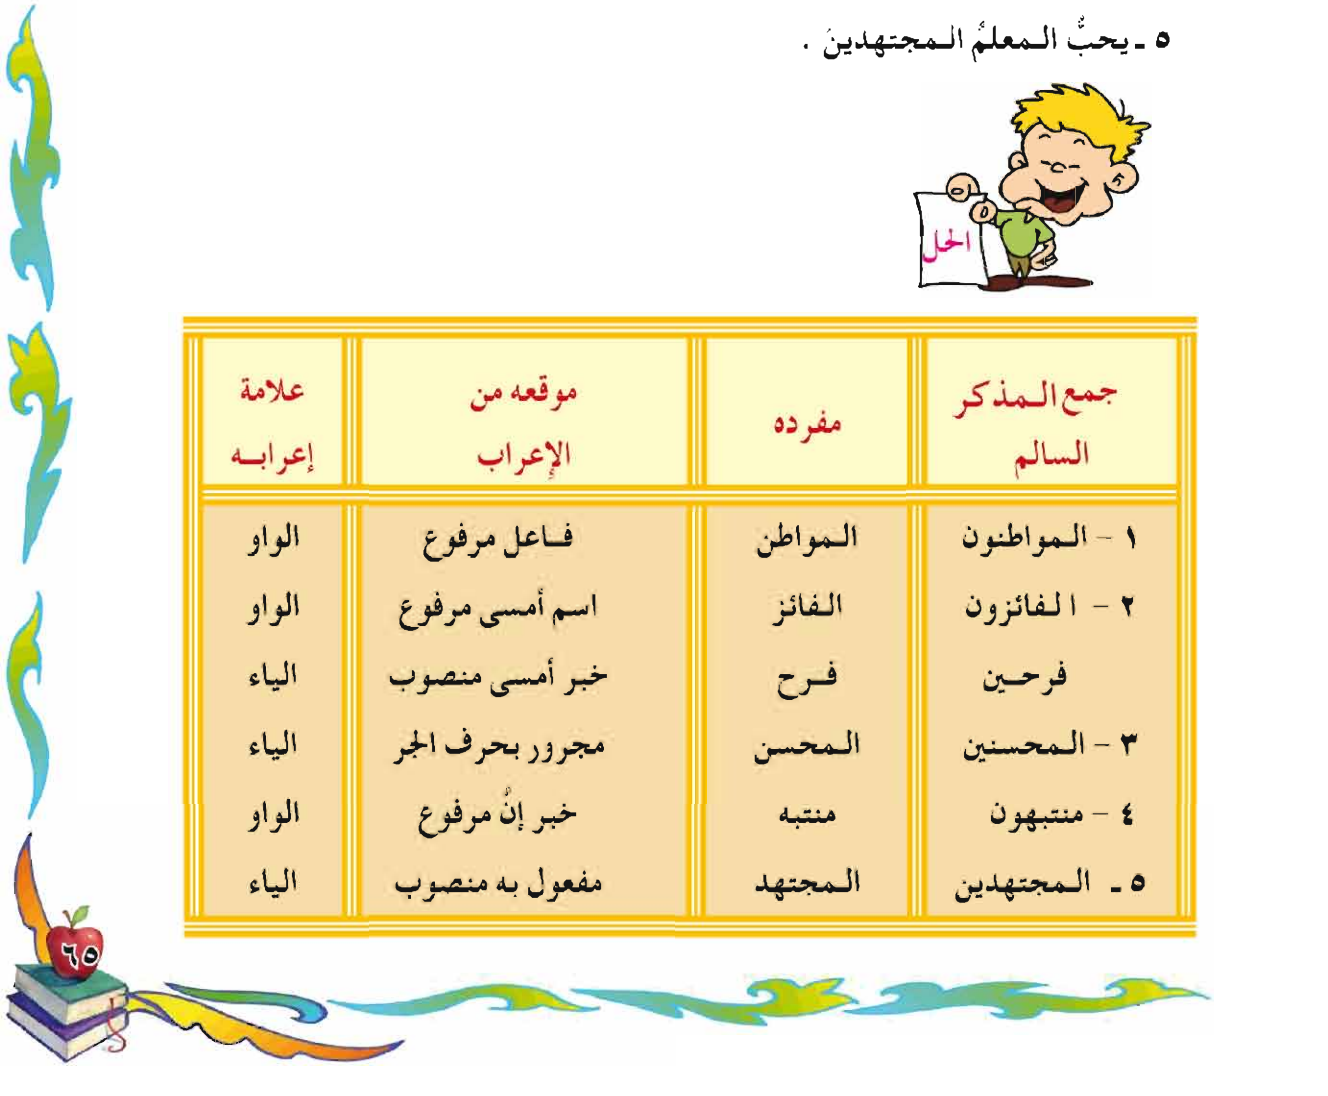 ٥ ـ يحبُّ المعلمُ المجتهدينَ .
الحل
جمع المذكر السالم مفرده موقعه من الإعراب علامة إعرابه
١ – المواطنون المواطن فاعل مرفوع الواو
٢ – الفائزون الفائز اسم أمسى مرفوع الواو
فرحين فرح خبر أمسى منصوب الياء
٣ – المحسنين المحسن مجرور بحرف الجر الياء
٤ – منتبهون منتبه خبر إنَّ مرفوع الواو
٥ ـ المجتهدين المجتهد مفعول به منصوب الياء
٦٥